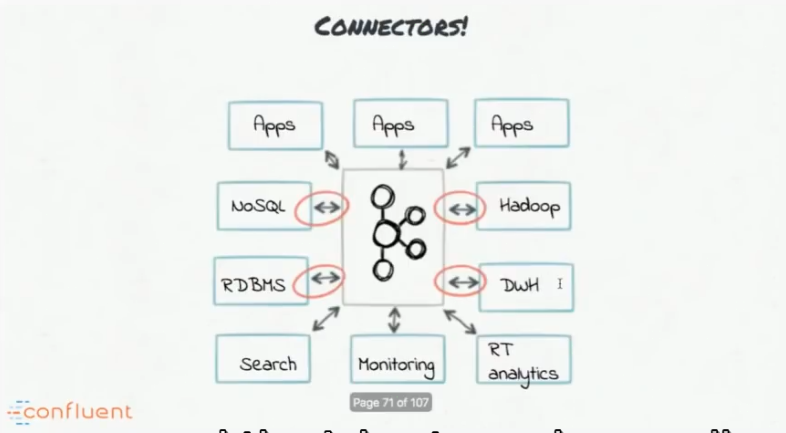 CONNECTORS!
Apps
Apps
Apps
NoSQL
Hadoop
RDBMS
DWH
Search
Monitoring
RT
analytics
Page 71 of 107
confluent